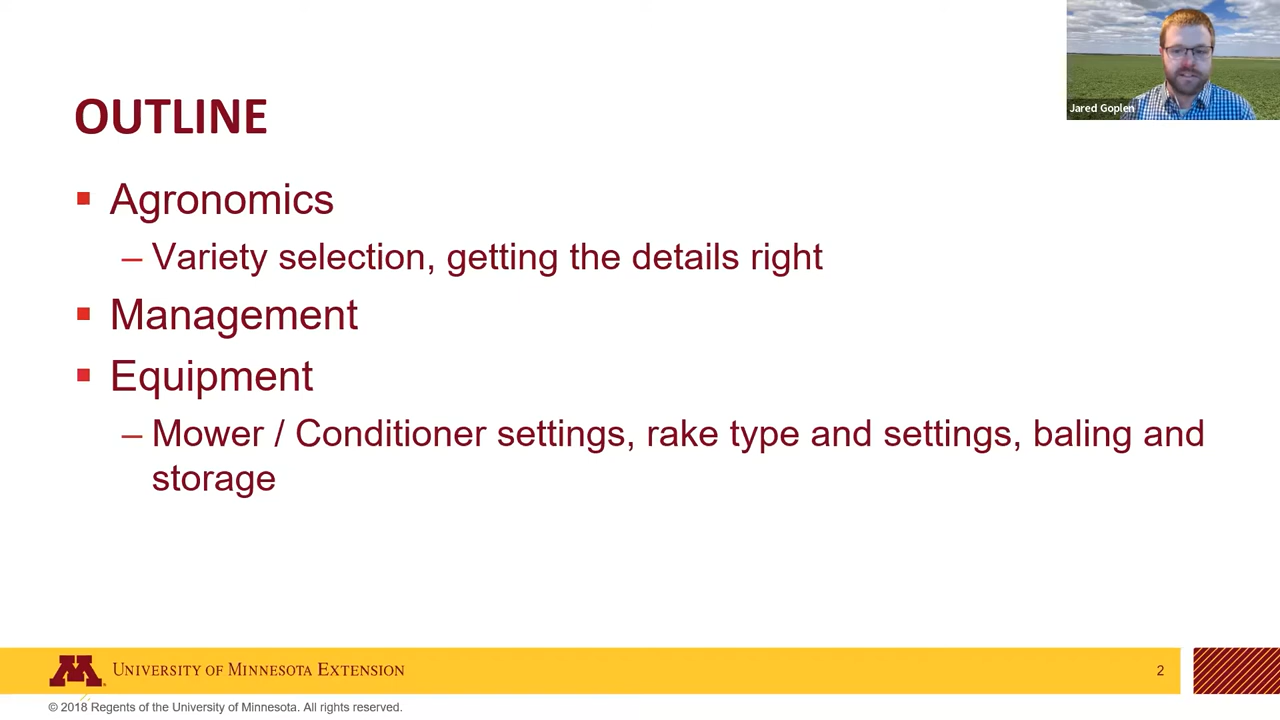 Jared Goplen
OUTLINE
▪ Agronomics
– Variety selection, getting the details right
▪ Management
▪ Equipment
– Mower / Conditioner settings, rake type and settings, baling and
storage
M UNIVERSITY OF MINNESOTA EXTENSION
2
© 2018 Regents of the University of Minnesota. All rights reserved.